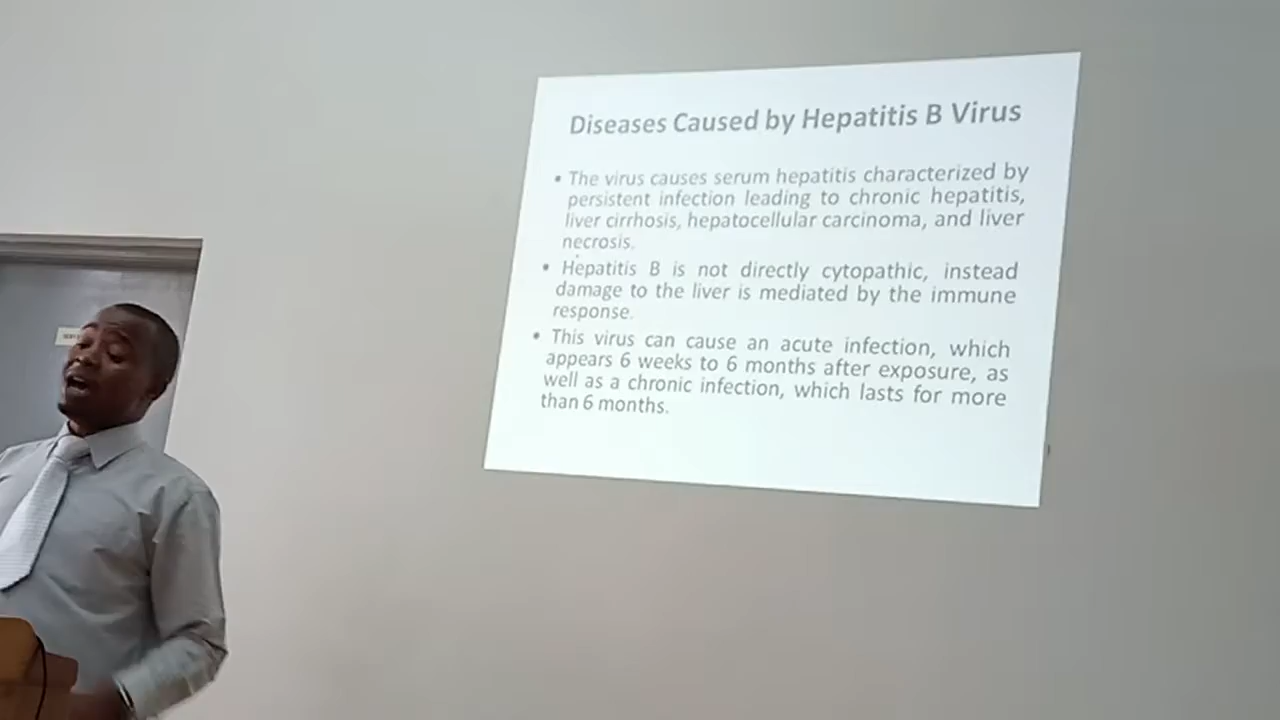 Diseases Caused by Hepatitis B Virus
• The virus causes serum hepatitis characterized by
persistent infection leading to chronic hepatitis,
liver cirrhosis, hepatocellular carcinoma, and liver
necrosis.
• Hepatitis B is not directly cytopathic, instead
damage to the liver is mediated by the immune
response.
• This virus can cause an acute infection, which
appears 6 weeks to 6 months after exposure, as
well as a chronic infection, which lasts for more
than 6 months.